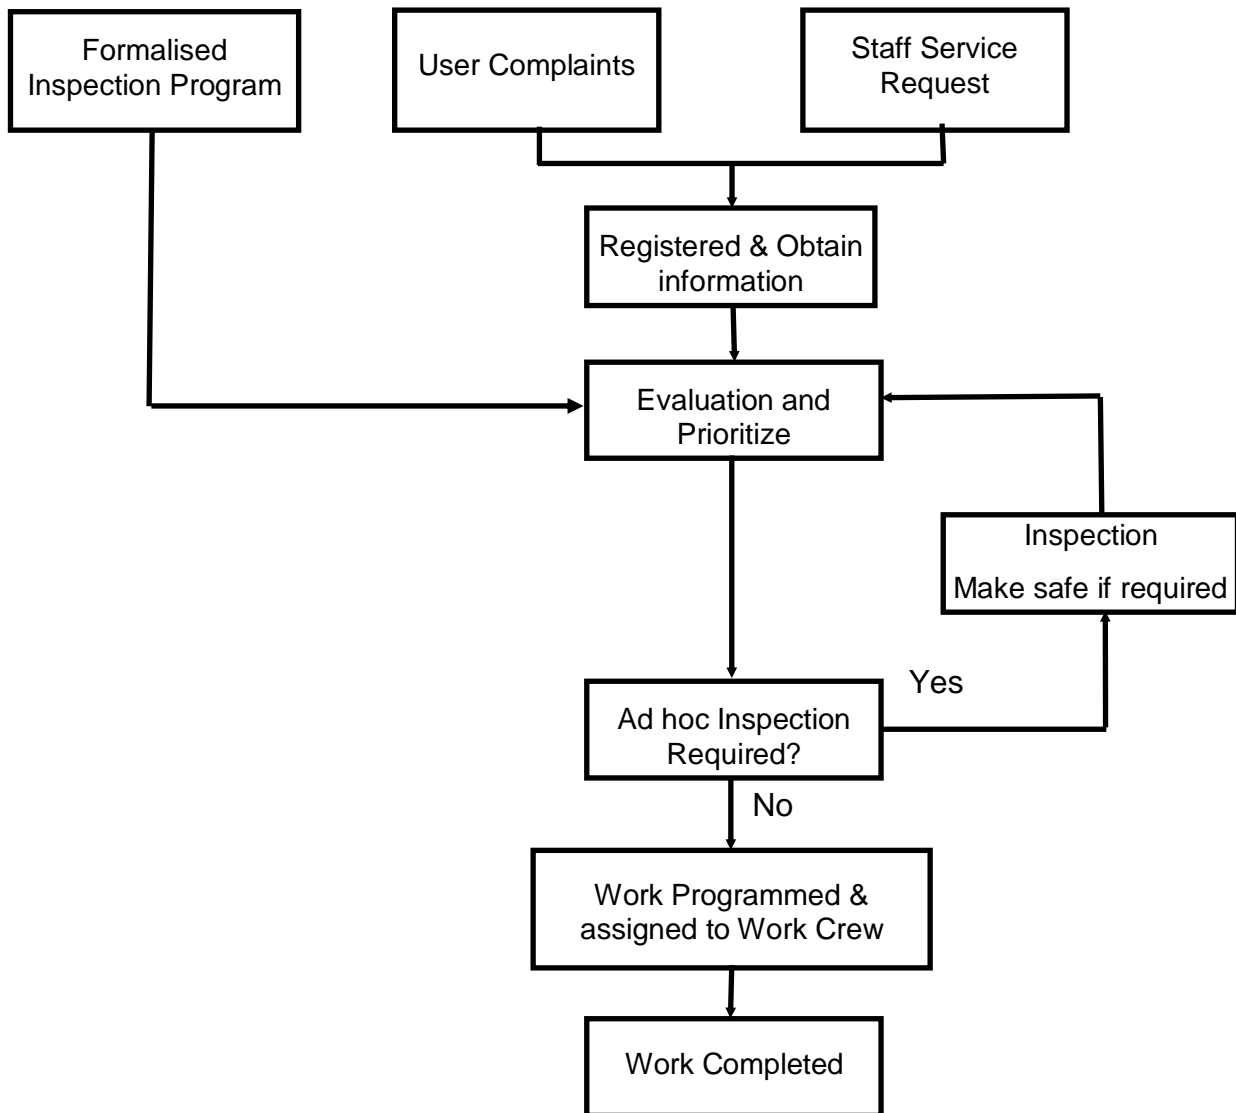 Formalised
Inspection Program
User Complaints
Staff Service
Request
Registered & Obtain
information
Evaluation and
Prioritize
Inspection
Make safe if required
Yes
Ad hoc Inspection
Required?
No
Work Programmed &
assigned to Work Crew
Work Completed